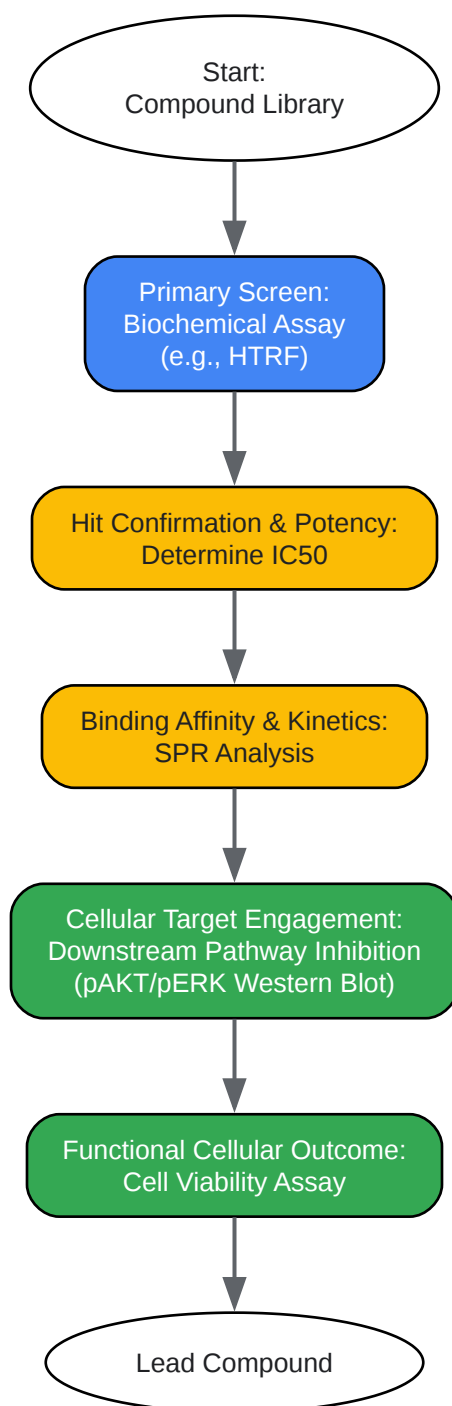 Start:
Compound Library
Primary Screen:
Biochemical Assay
(e.g., HTRF)
Hit Confirmation & Potency:
Determine IC50
Binding Affinity & Kinetics:
SPR Analysis
Cellular Target Engagement:
Downstream Pathway Inhibition
(pAKT/pERK Western Blot)
Functional Cellular Outcome:
Cell Viability Assay
Lead Compound